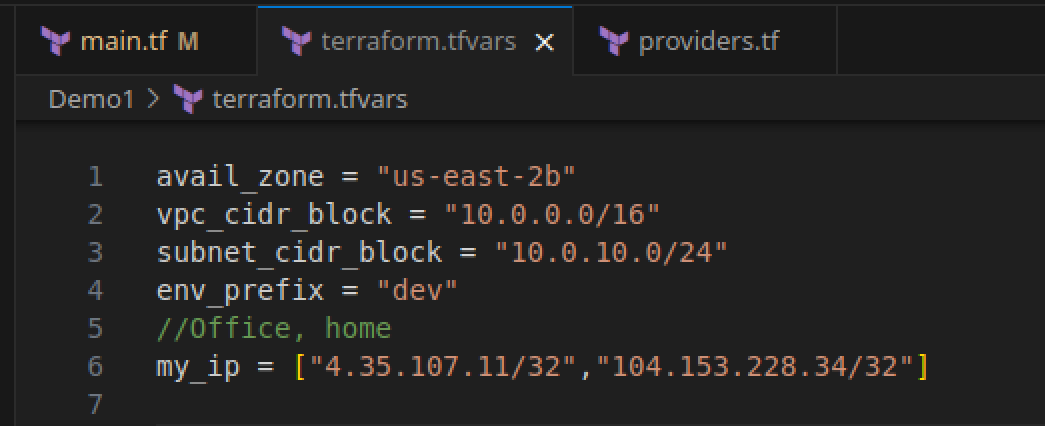 main.tf M terraform.tfvars providers.tf
Demo1 > terraform.tfvars
1 avail_zone = "us-east-2b"
2 vpc_cidr_block = "10.0.0.0/16"
3 subnet_cidr_block = "10.0.10.0/24"
4 env_prefix = "dev"
5 //Office, home
6 my_ip = ["4.35.107.11/32","104.153.228.34/32"]
7